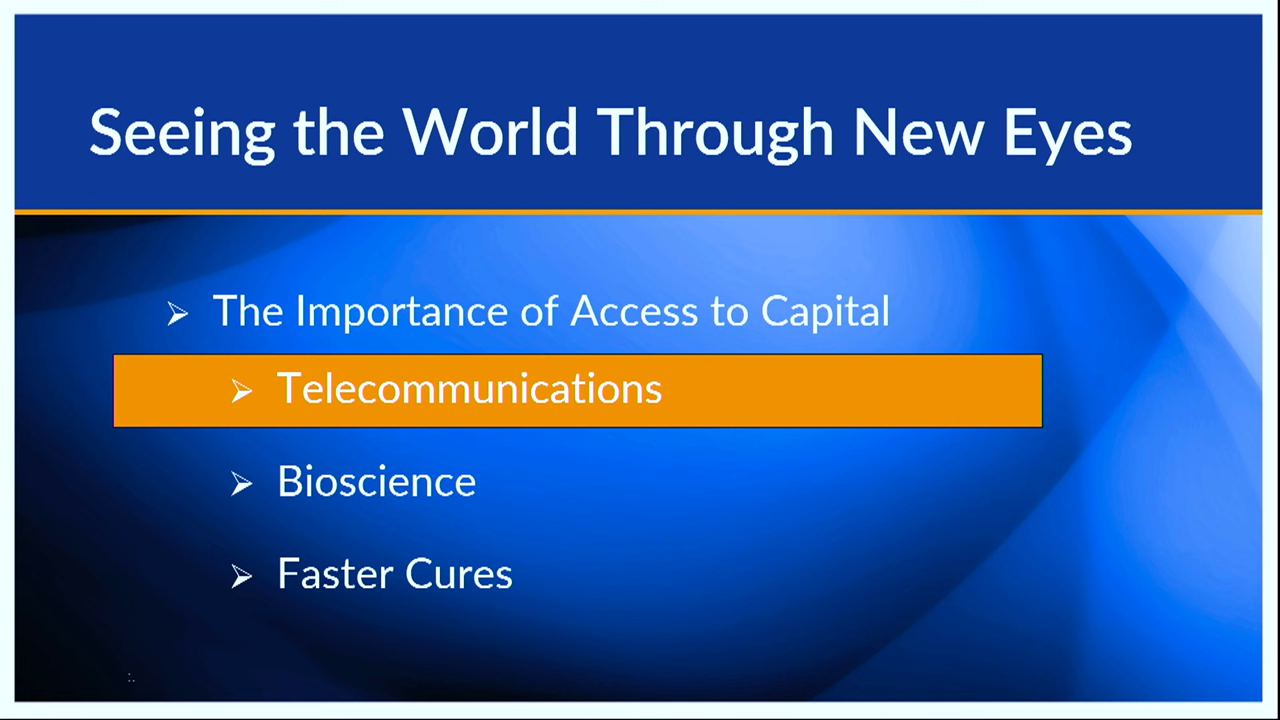 Seeing the World Through New Eyes
➢ The Importance of Access to Capital
➢ Telecommunications
➢ Bioscience
➢ Faster Cures